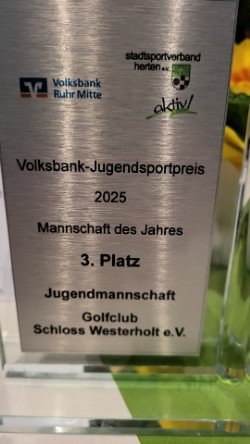 stadtsportverband
herten e.V.
Volksbank
Ruhr Mitte
aktiv!
Volksbank-Jugendsportpreis
2025
Mannschaft des Jahres
3. Platz
Jugendmannschaft
Golfclub
Schloss Westerholt e.V.